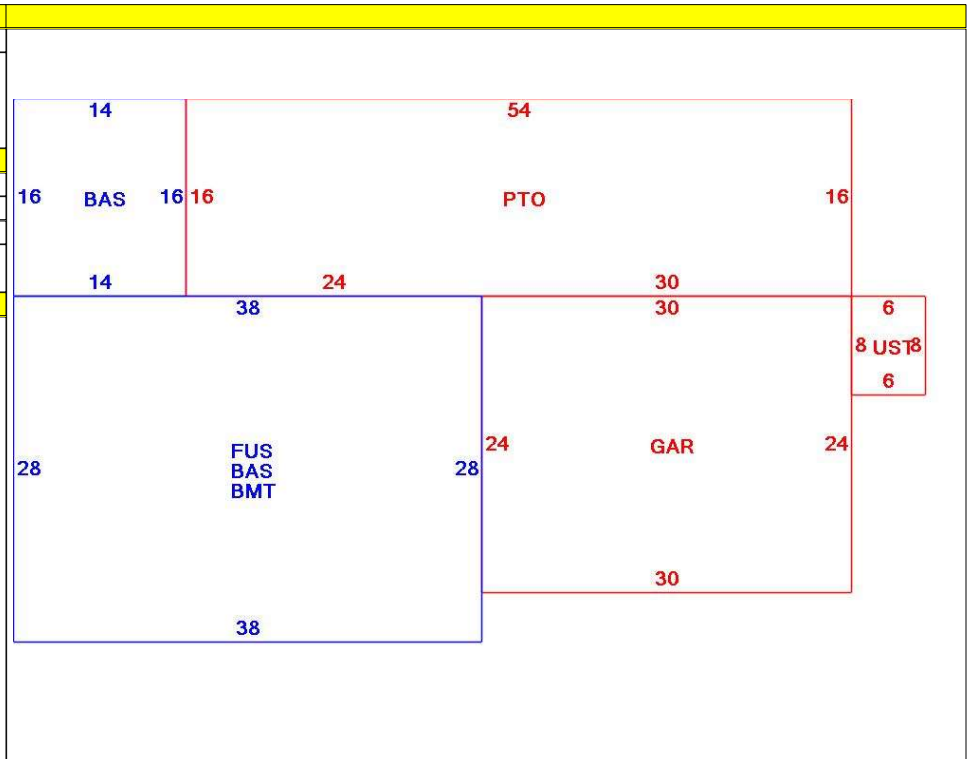 14 54
16 BAS 16 16 PTO 16
14 24 30
38 30 6
8 UST 8
6
24 GAR 24
FUS
28 BAS 28
BMT
30
38